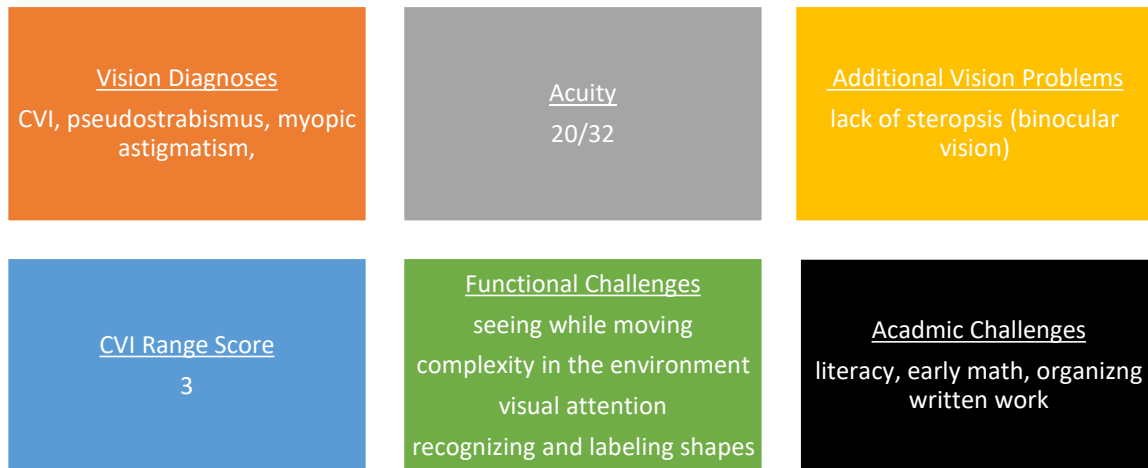 Vision Diagnoses
CVI, pseudostrabismus, myopic
astigmatism,
Acuity
20/32
Additional Vision Problems
lack of steropsis (binocular
vision)
CVI Range Score
3
Functional Challenges
seeing while moving
complexity in the environment
visual attention
recognizing and labeling shapes
Acadmic Challenges
literacy, early math, organizng
written work